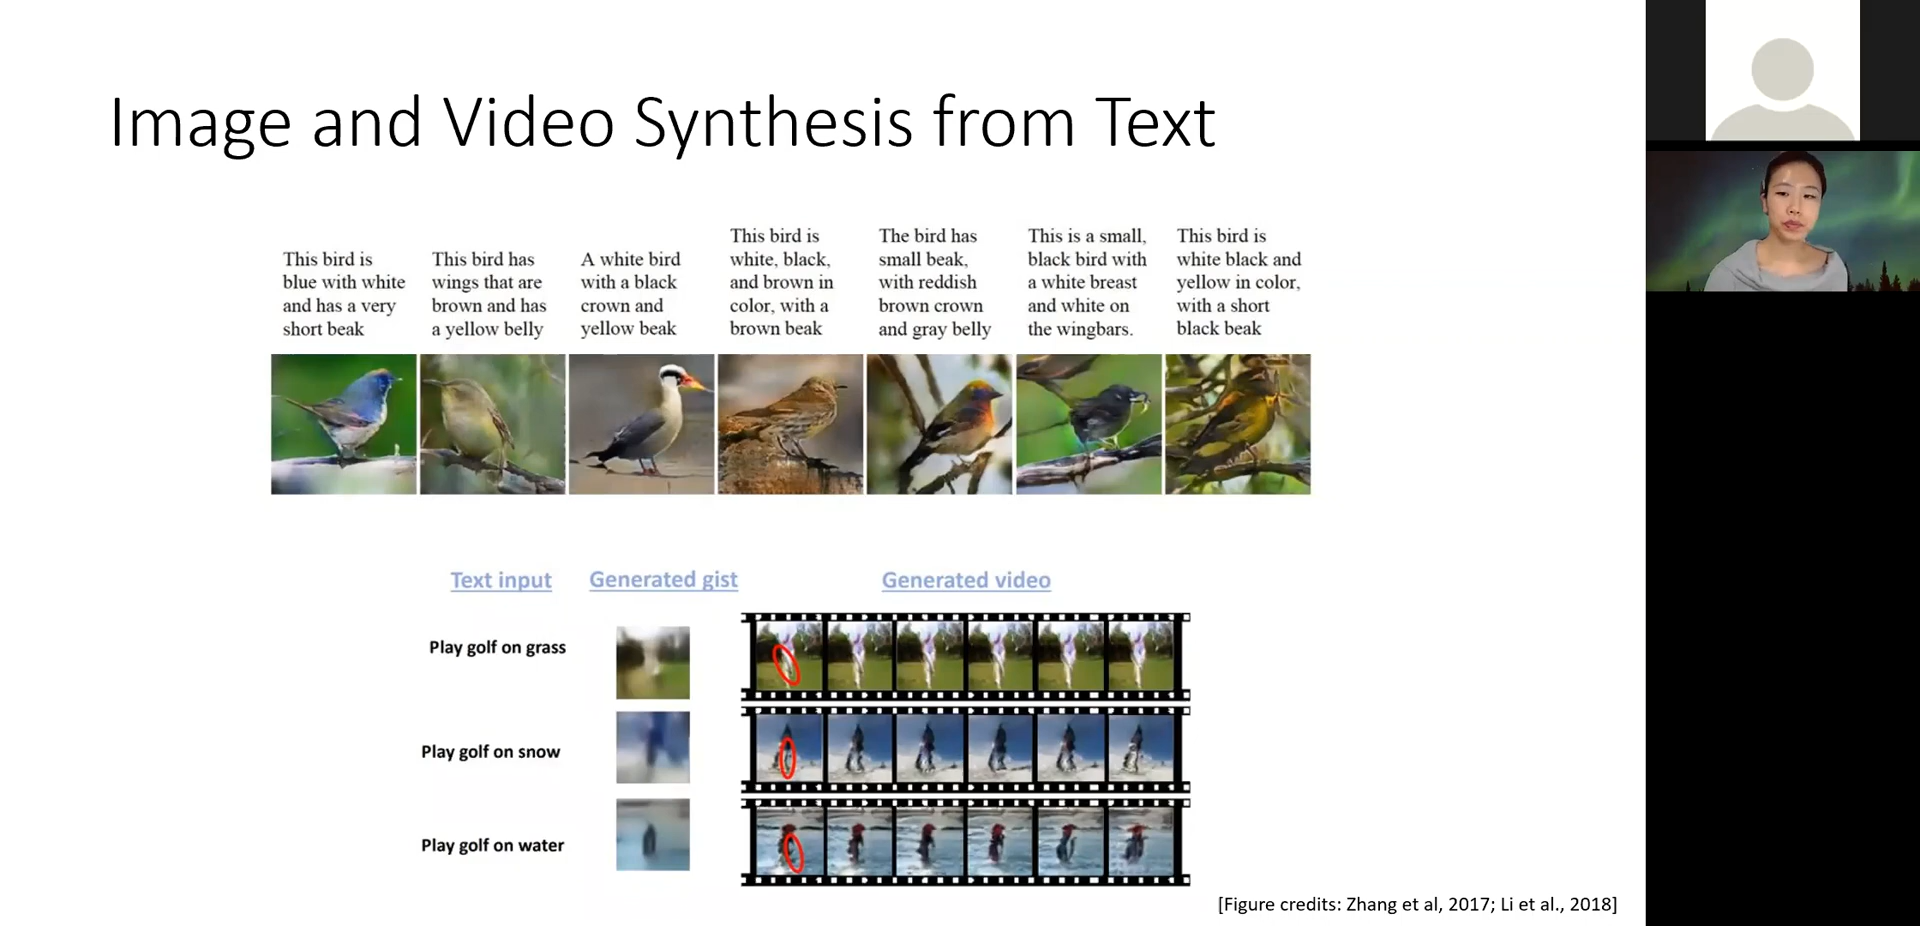 Image and Video Synthesis from Text
This bird is
blue with white
and has a very
short beak
This bird has
wings that are
brown and has
a yellow belly
A white bird
with a black
crown and
yellow beak
This bird is
white, black,
and brown in
color, with a
brown beak
The bird has
small beak,
with reddish
brown crown
and gray belly
This is a small,
black bird with
a white breast
and white on
the wingbars.
This bird is
white black and
yellow in color,
with a short
black beak
Text input
Generated gist
Generated video
Play golf on grass
Play golf on snow
Play golf on water
[Figure credits: Zhang et al, 2017; Li et al., 2018]